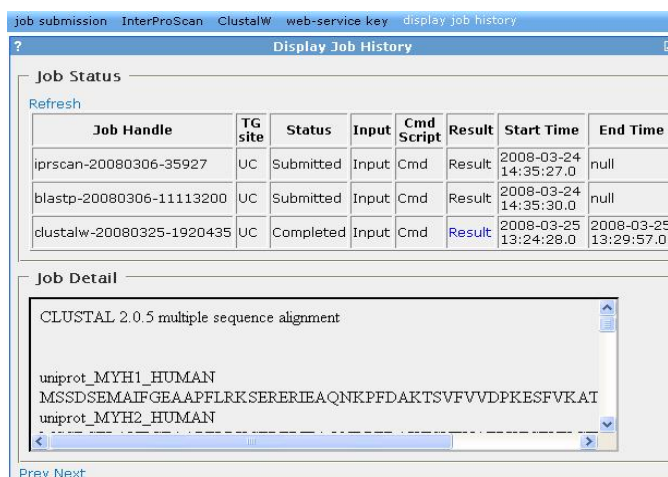 job submission InterProScan ClustalW web-service key display job history
? Display Job History
Job Status
Refresh
Job Handle TG site Status Input Cmd Script Result Start Time End Time
iprscan-20080306-35927 UC Submitted Input Cmd Result 2008-03-24 14:35:27.0 null
blastp-20080306-11113200 UC Submitted Input Cmd Result 2008-03-24 14:35:30.0 null
clustalw-20080325-1920435 UC Completed Input Cmd Result 2008-03-25 13:24:28.0 2008-03-25 13:29:57.0
Job Detail
CLUSTAL 2.0.5 multiple sequence alignment
uniprot_MYH1_HUMAN
MSSDSEMAIFGEAAPFLRKSERERIEAQNKPFDAKTSVFVVDPKESFVKAT
uniprot_MYH2_HUMAN
Prev Next